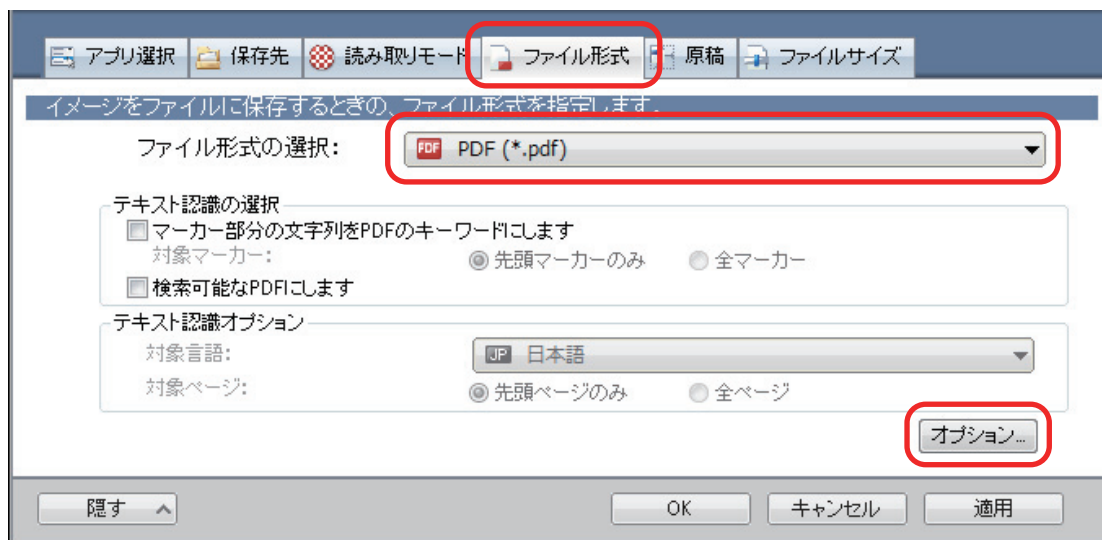 アプリ選択 保存先 読み取りモード ファイル形式 原稿 ファイルサイズ
イメージをファイルに保存するときの、ファイル形式を指定します。
ファイル形式の選択: PDF PDF (*.pdf)
テキスト認識の選択
マーカー部分の文字列をPDFのキーワードにします
対象マーカー: 先頭マーカーのみ 全マーカー
検索可能なPDFにします
テキスト認識オプション
対象言語: JP 日本語
対象ページ: 先頭ページのみ 全ページ
オプション...
隠す OK キャンセル 適用